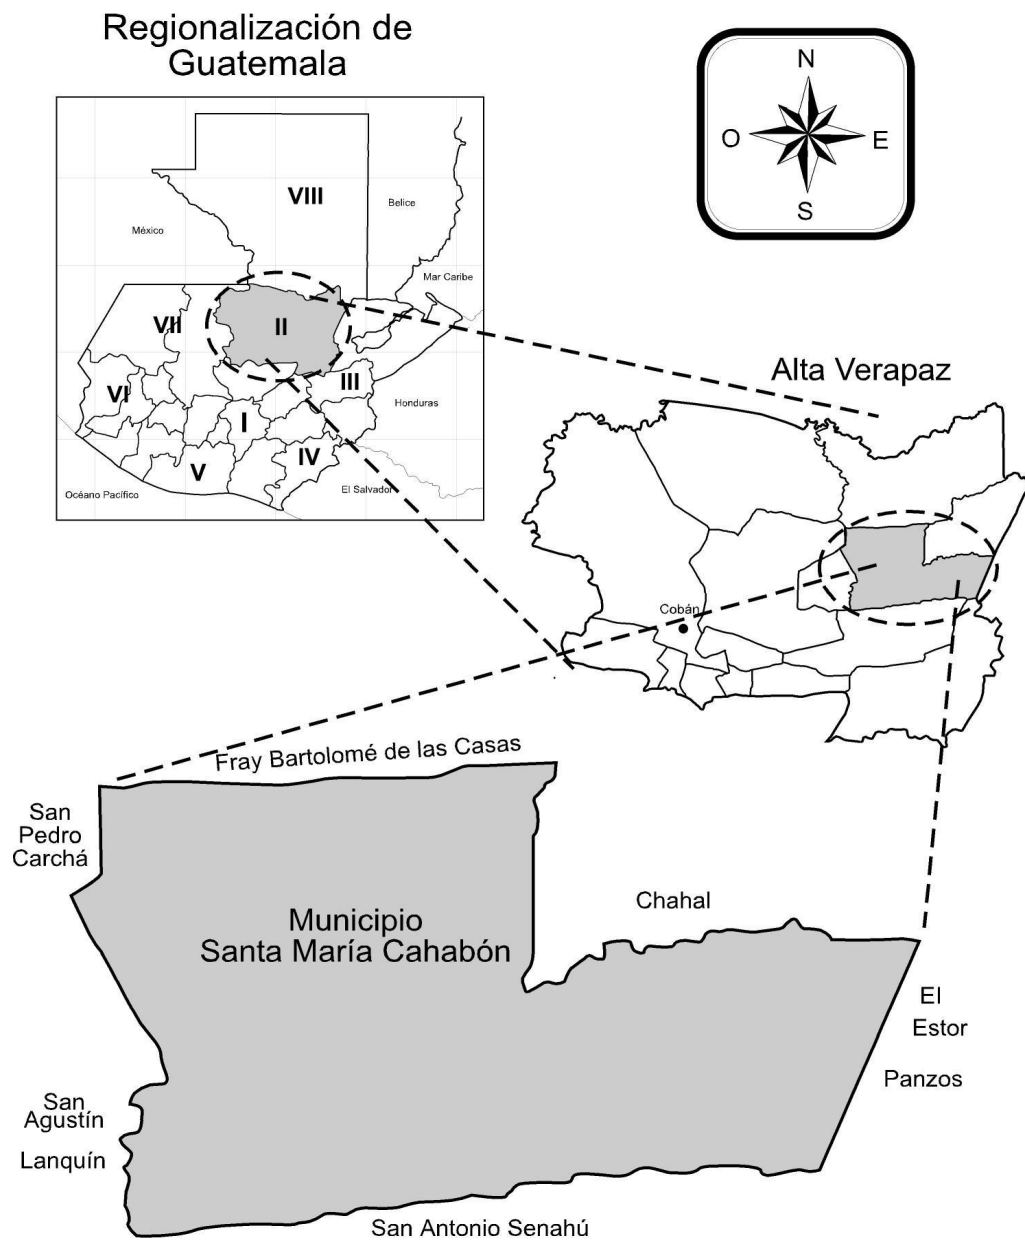 Regionalización de
Guatemala
N
O
E
S
VIII
Belice
México
Mar Caribe
VII
II
III
VI
Honduras
I
IV
V
El Salvador
Océano Pacífico
Alta Verapaz
Cobán
Fray Bartolomé de las Casas
San
Pedro
Carchá
Chahal
Municipio
Santa María Cahabón
El
Estor
Panzos
San
Agustín
Lanquín
San Antonio Senahú